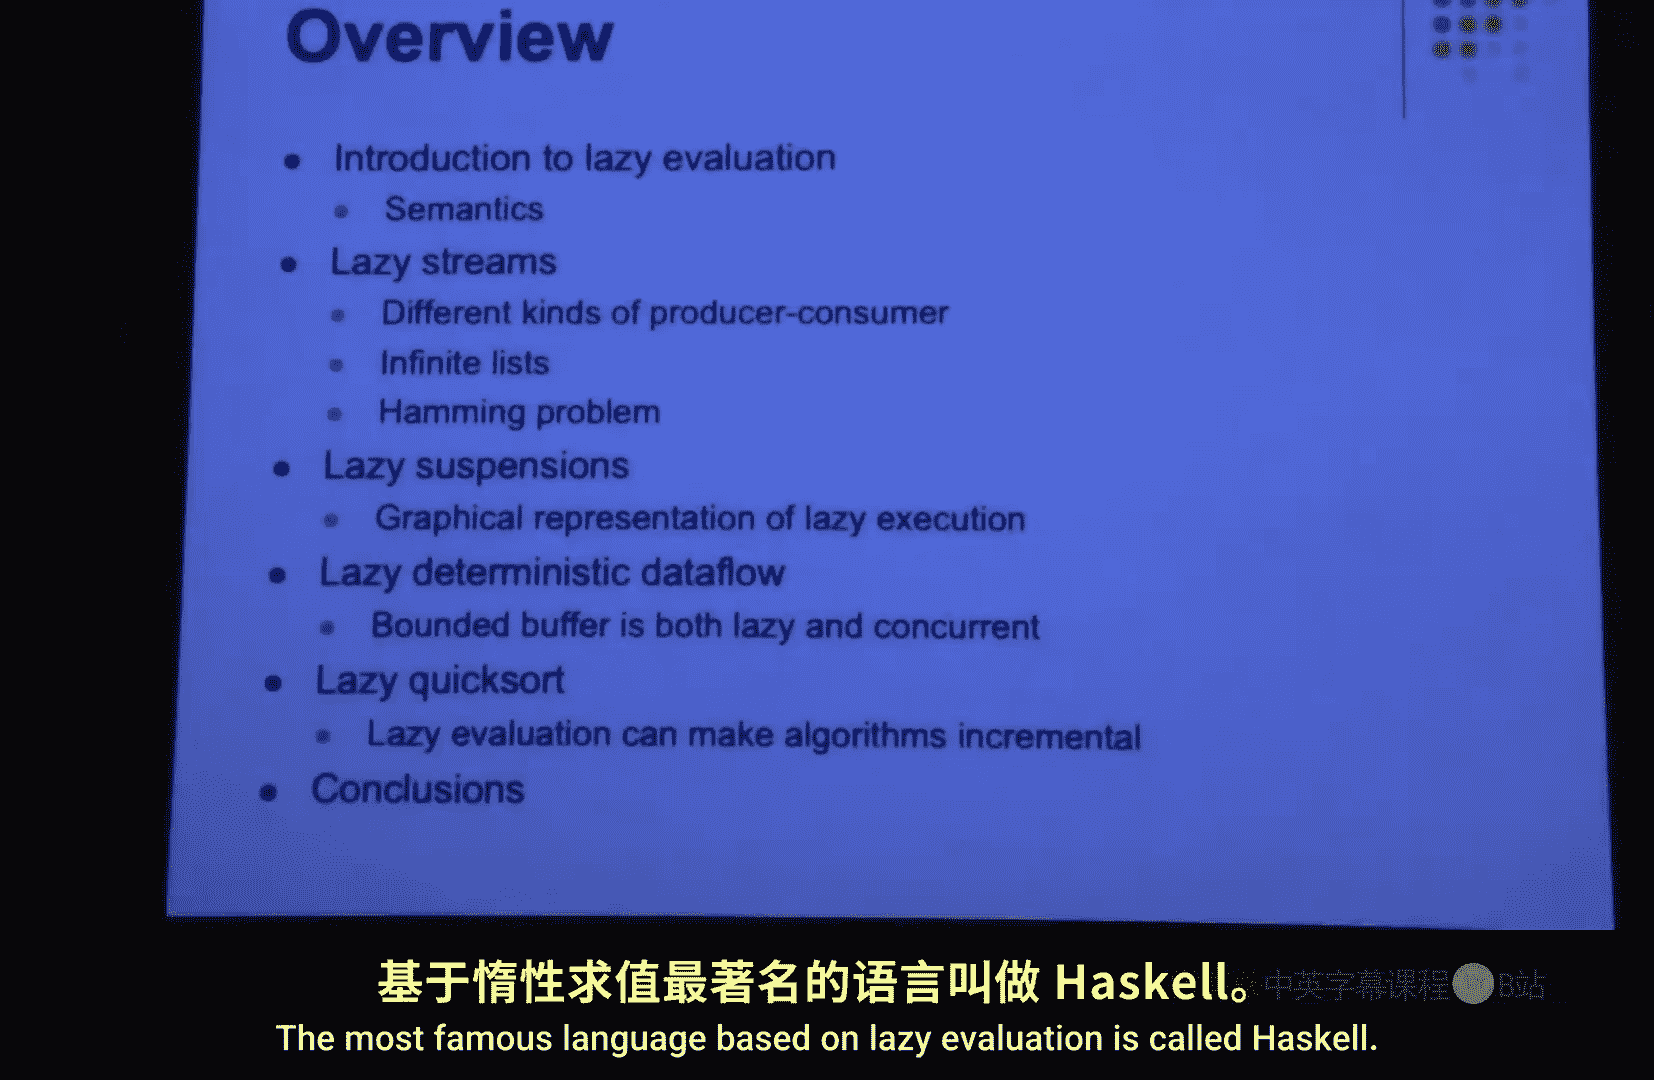 Overview
Introduction to lazy evaluation
Semantics
Lazy streams
Different kinds of producer-consumer
Infinite lists
Hamming problem
Lazy suspensions
Graphical representation of lazy execution
Lazy deterministic dataflow
Bounded buffer is both lazy and concurrent
Lazy quicksort
Lazy evaluation can make algorithms incremental
Conclusions
基于惰性求值最著名的语言叫做 Haskell。
中英字幕课程 B站
The most famous language based on lazy evaluation is called Haskell.